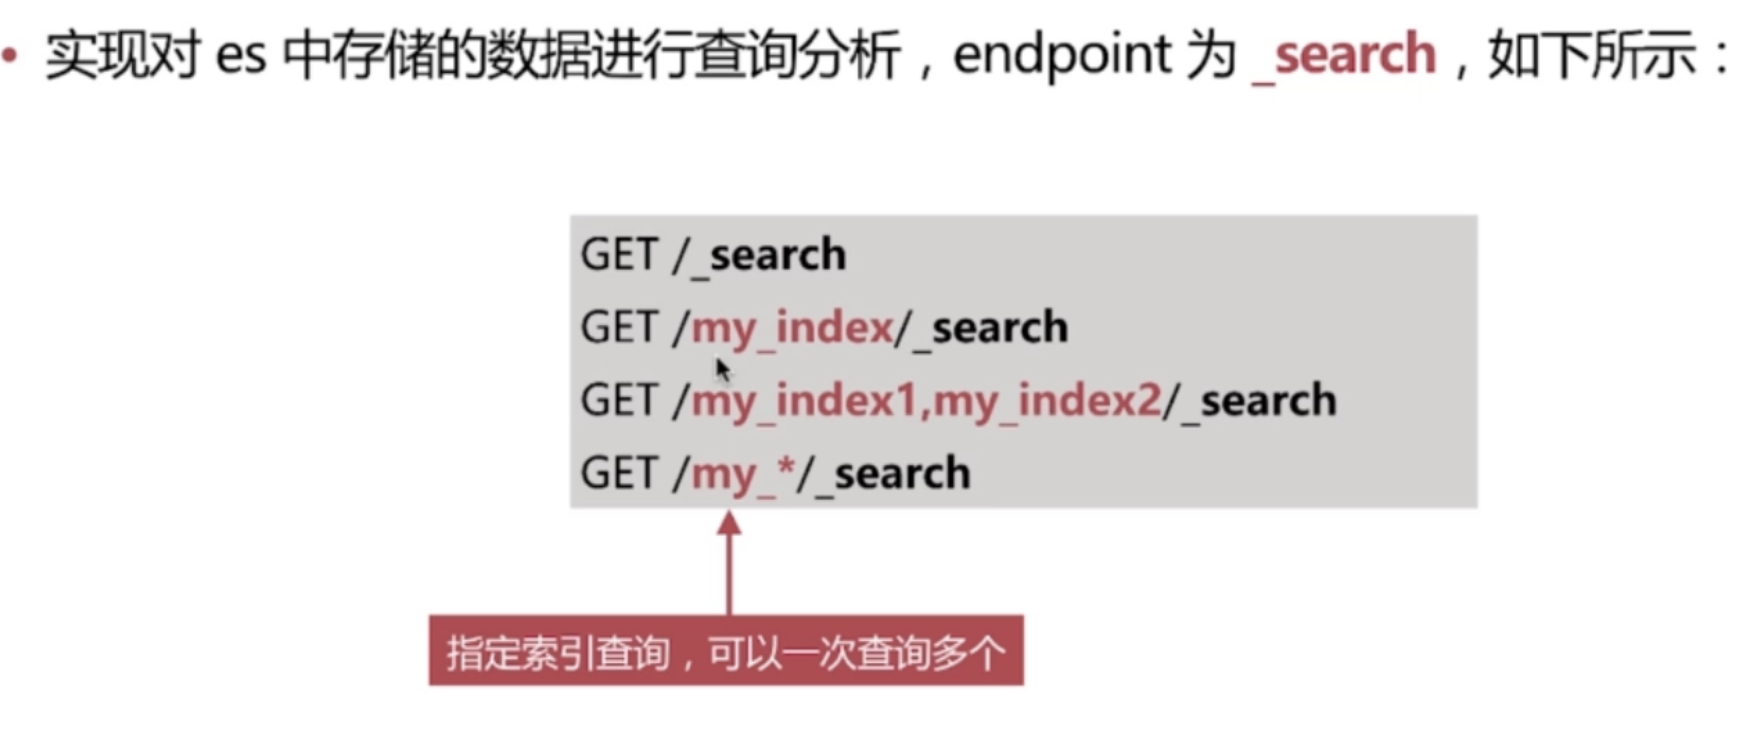 • 实现对 es 中存储的数据进行查询分析，endpoint 为 _search，如下所示：
GET /_search
GET /my_index/_search
GET /my_index1,my_index2/_search
GET /my_*/_search
指定索引查询，可以一次查询多个